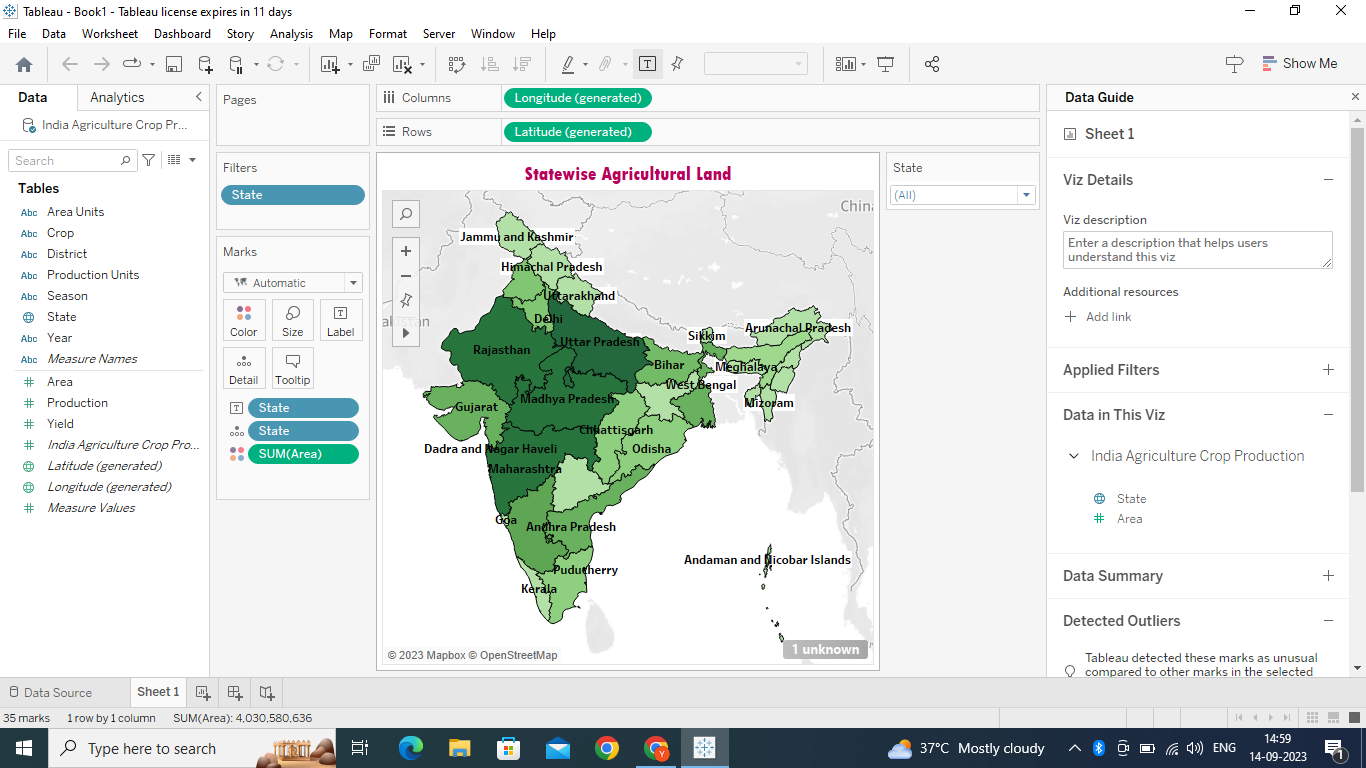 Tableau - Book1 - Tableau license expires in 11 days
File Data Worksheet Dashboard Story Analysis Map Format Server Window Help
Show Me
Data Analytics
India Agriculture Crop Pr...
Search
Tables
Abc Area Units
Abc Crop
Abc District
Abc Production Units
Abc Season
State
Abc Year
Abc Measure Names
Area
Production
Yield
India Agriculture Crop Pro...
Latitude (generated)
Longitude (generated)
Measure Values
Pages
Filters
State
Marks
Automatic
Color Size Label
Detail Tooltip
State
State
SUM(Area)
Columns Longitude (generated)
Rows Latitude (generated)
Statewise Agricultural Land
China
Jammu and Kashmir
Himachal Pradesh
Uttarakhand
akistan
Delhi
Sikkim
Arunachal Pradesh
Uttar Pradesh
Rajasthan
Bihar
Meghalaya
West Bengal
Madhya Pradesh
Mizoram
Gujarat
Chhattisgarh
Dadra and Nagar Haveli
Odisha
Maharashtra
Goa
Andhra Pradesh
Andaman and Nicobar Islands
Puducherry
Kerala
1 unknown
© 2023 Mapbox © OpenStreetMap
State
(All)
Data Guide
Sheet 1
Viz Details
Viz description
Enter a description that helps users
understand this viz
Additional resources
Add link
Applied Filters
Data in This Viz
India Agriculture Crop Production
State
Area
Data Summary
Detected Outliers
Tableau detected these marks as unusual
compared to other marks in the selected
Data Source Sheet 1
35 marks 1 row by 1 column SUM(Area): 4,030,580,636
Type here to search
37°C Mostly cloudy
ENG
14:59
14-09-2023
1